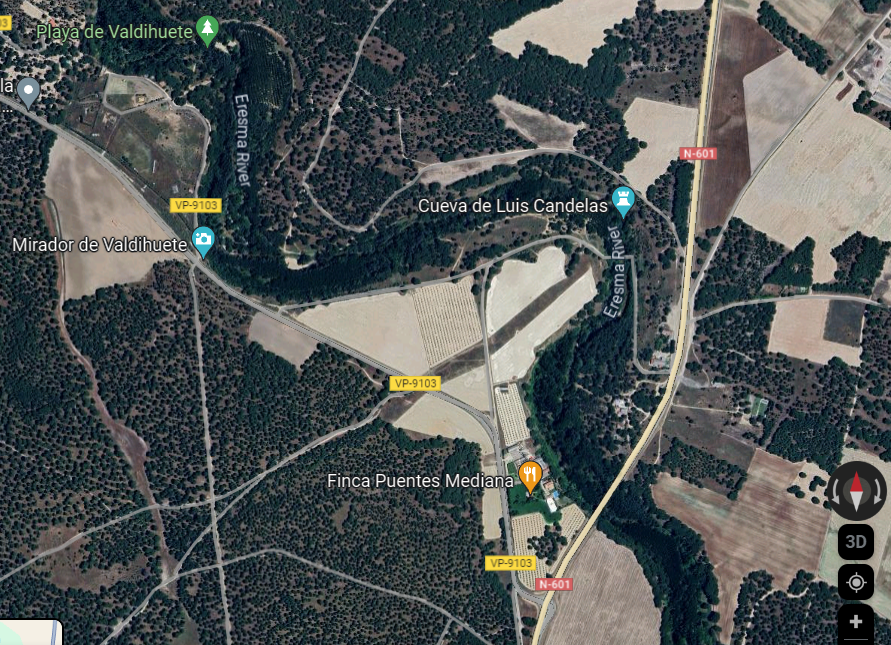 03
Playa de Valdihuete
la
...
Eresma River
N-601
VP-9103
Cueva de Luis Candelas
Mirador de Valdihuete
Eresma River
VP-9103
Finca Puentes Mediana
3D
VP-9103
N-601
+